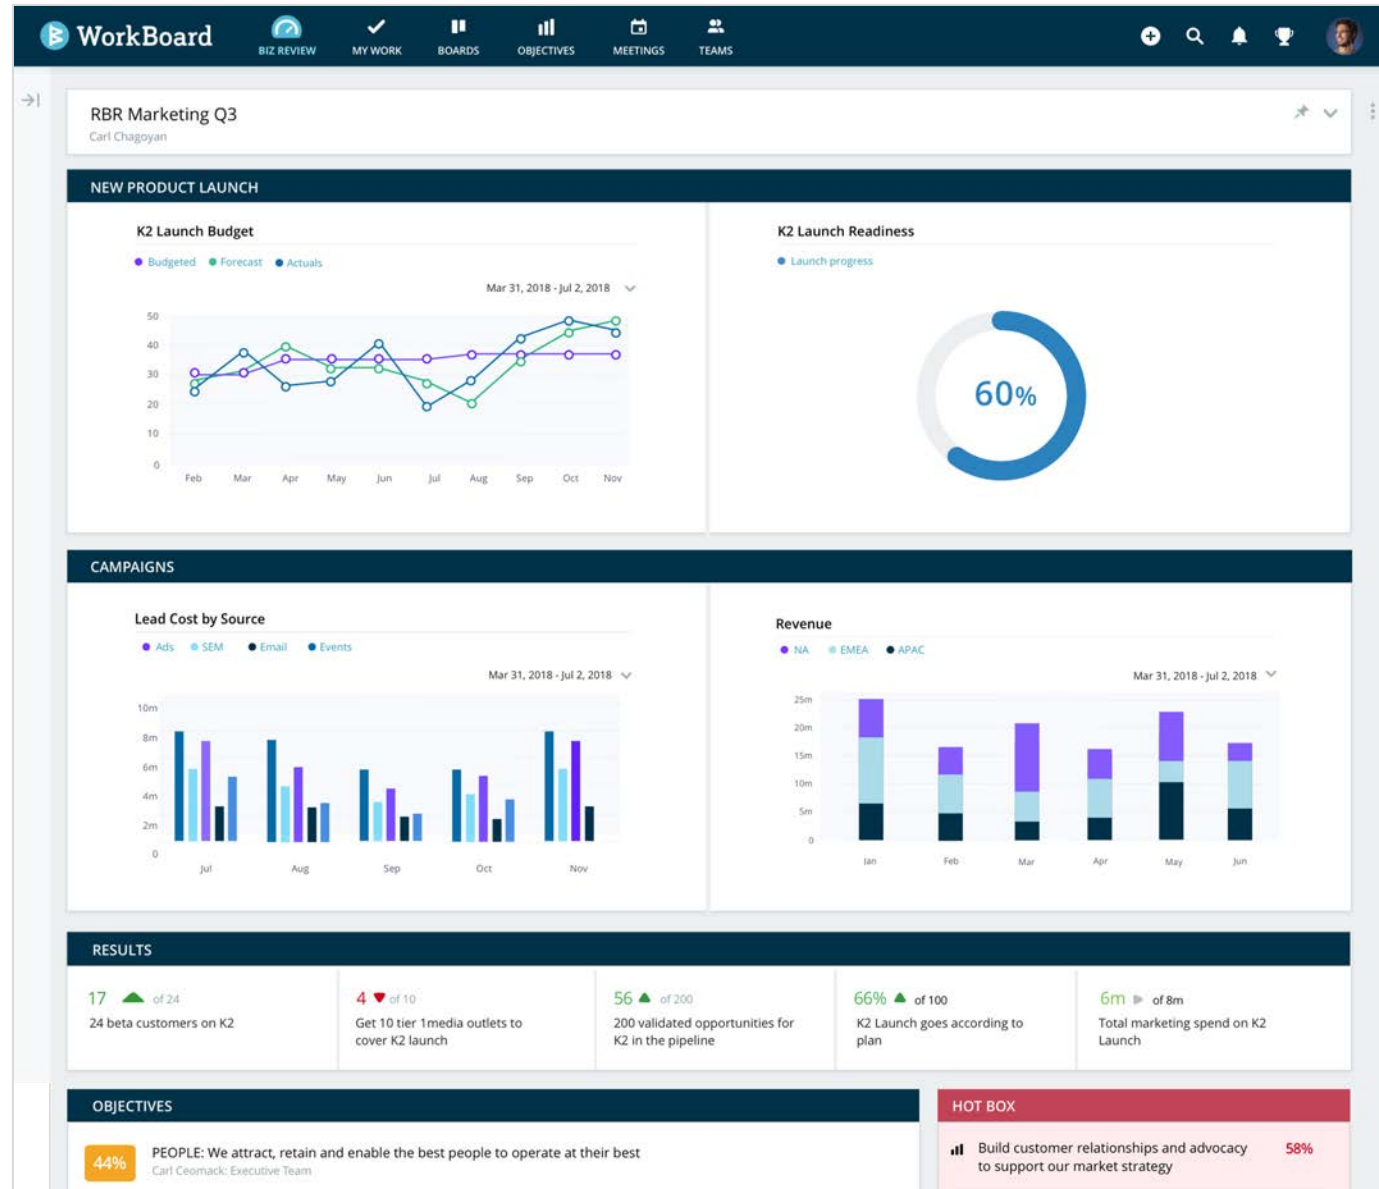 WorkBoard
BIZ REVIEW MY WORK BOARDS OBJECTIVES MEETINGS TEAMS
RBR Marketing Q3
Carl Chagoyan
NEW PRODUCT LAUNCH
K2 Launch Budget
Budgeted Forecast Actuals
Mar 31, 2018 - Jul 2, 2018
50
40
30
20
10
0
Feb Mar Apr May Jun Jul Aug Sep Oct Nov
K2 Launch Readiness
Launch progress
60%
CAMPAIGNS
Lead Cost by Source
Ads SEM Email Events
Mar 31, 2018 - Jul 2, 2018
10m
8m
6m
4m
2m
0
Jul Aug Sep Oct Nov
Revenue
NA EMEA APAC
Mar 31, 2018 - Jul 2, 2018
25m
20m
15m
10m
5m
0
Jan Feb Mar Apr May Jun
RESULTS
17 of 24
24 beta customers on K2
4 of 10
Get 10 tier 1media outlets to
cover K2 launch
56 of 200
200 validated opportunities for
K2 in the pipeline
66% of 100
K2 Launch goes according to
plan
6m of 8m
Total marketing spend on K2
Launch
OBJECTIVES
44%
PEOPLE: We attract, retain and enable the best people to operate at their best
Carl Ceomack: Executive Team
HOT BOX
Build customer relationships and advocacy
to support our market strategy
58%